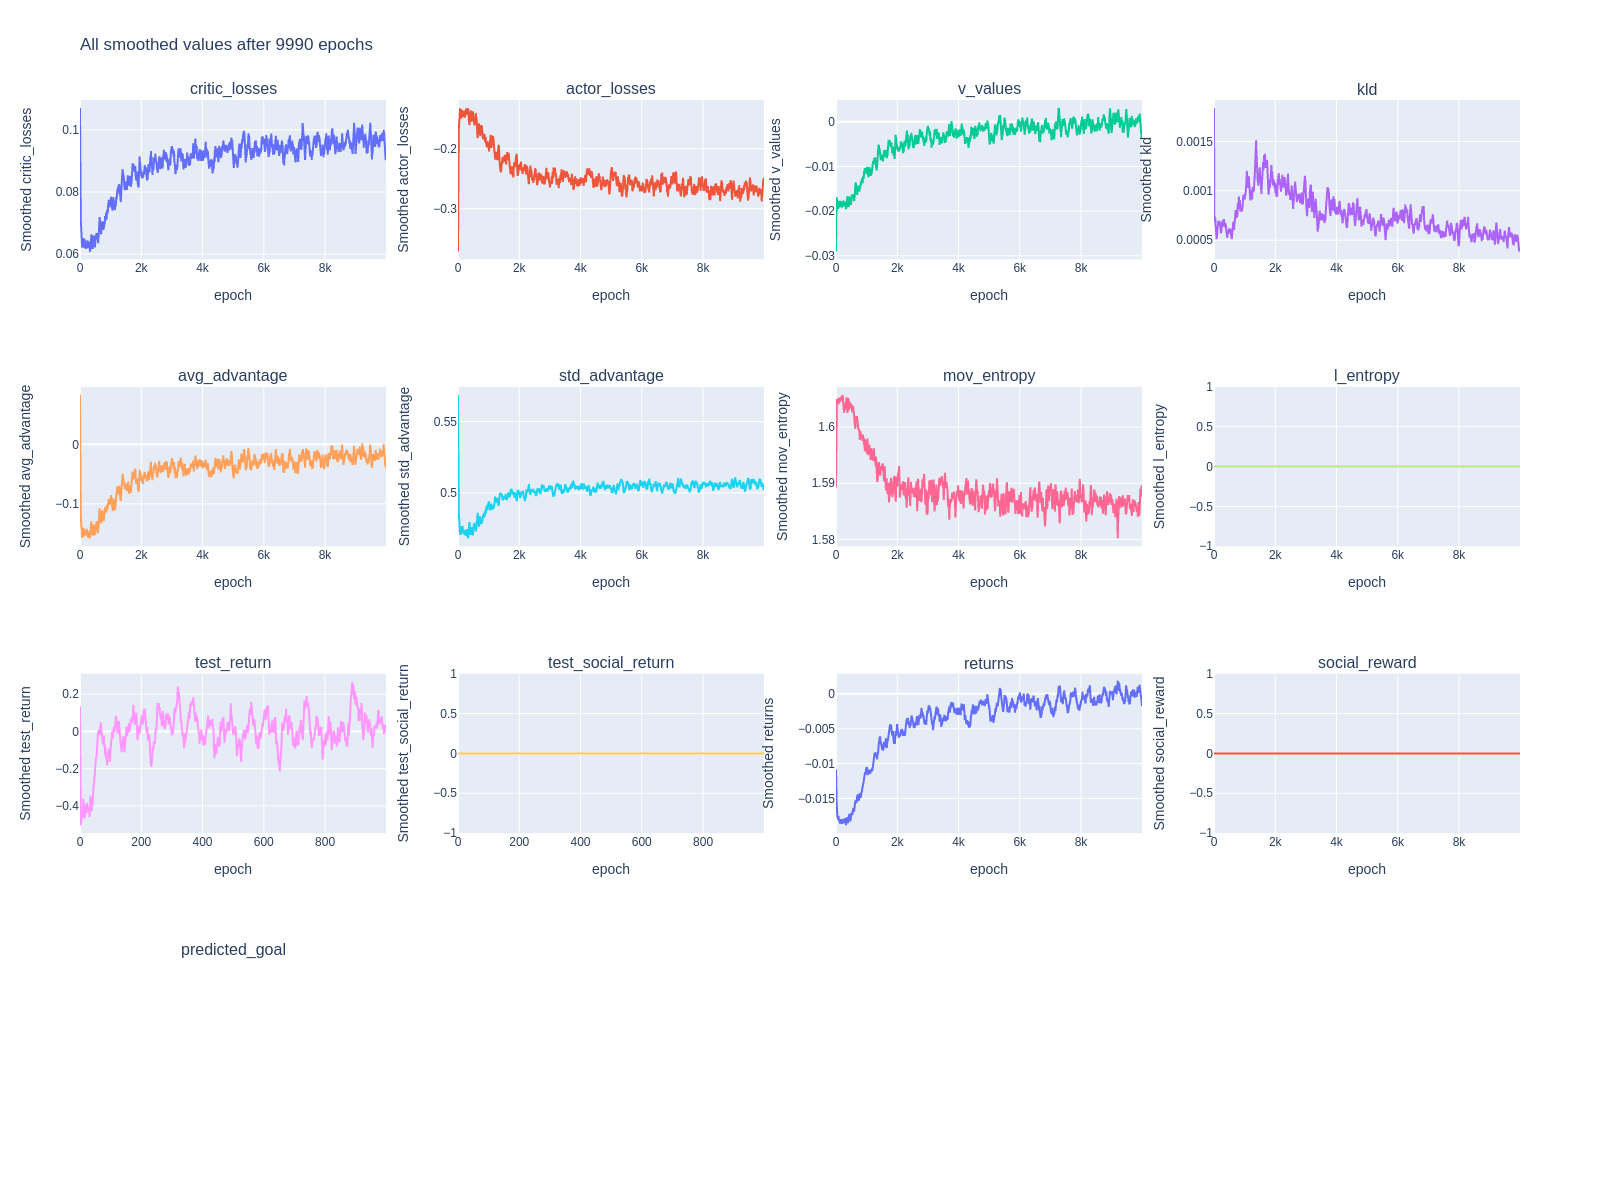 All smoothed values after 9990 epochs
critic_losses
actor_losses
v_values
kld
Smoothed critic_losses
0.1
0.08
0.06
0
2k
4k
6k
8k
epoch
Smoothed actor_losses
−0.2
−0.3
0
2k
4k
6k
8k
epoch
Smoothed v_values
0
−0.01
−0.02
−0.03
0
2k
4k
6k
8k
epoch
Smoothed kld
0.0015
0.001
0.0005
0
2k
4k
6k
8k
epoch
avg_advantage
std_advantage
mov_entropy
l_entropy
Smoothed avg_advantage
0
−0.1
0
2k
4k
6k
8k
epoch
Smoothed std_advantage
0.55
0.5
0
2k
4k
6k
8k
epoch
Smoothed mov_entropy
1.6
1.59
1.58
0
2k
4k
6k
8k
epoch
Smoothed l_entropy
1
0.5
0
−0.5
−1
0
2k
4k
6k
8k
epoch
test_return
test_social_return
returns
social_reward
Smoothed test_return
0.2
0
−0.2
−0.4
0
200
400
600
800
epoch
Smoothed test_social_return
1
0.5
0
−0.5
−1
0
200
400
600
800
epoch
Smoothed returns
0
−0.005
−0.01
−0.015
0
2k
4k
6k
8k
epoch
Smoothed social_reward
1
0.5
0
−0.5
−1
0
2k
4k
6k
8k
epoch
predicted_goal